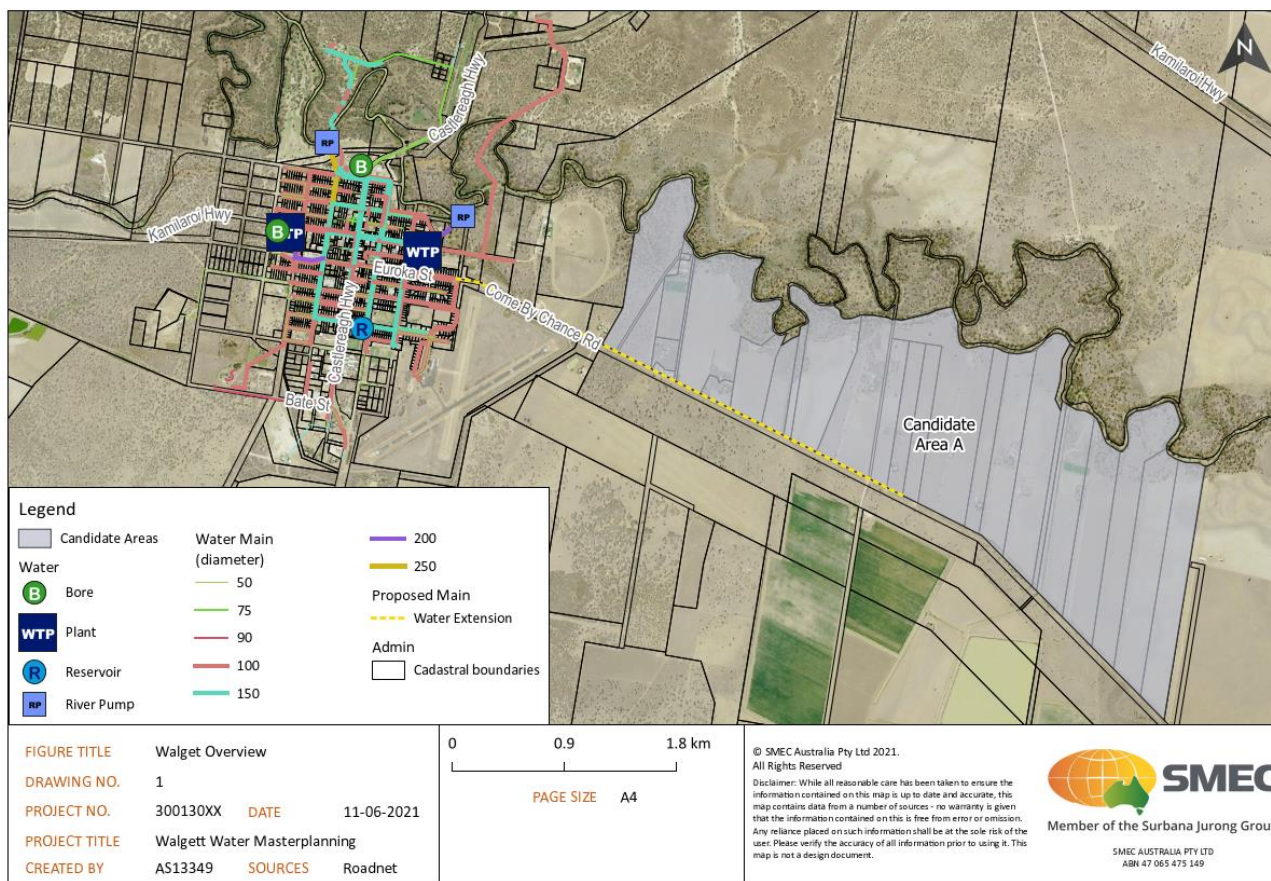 N
Kamilaroi Hwy
Castlereagh Hwy
RP
B
Kamilaroi Hwy
B
TP
RP
WTP
Euroka St
Come By Chance Rd
Castlereagh Hwy
R
Bate St
Candidate
Area A
Legend
Candidate Areas
Water
B Bore
WTP Plant
R Reservoir
RP River Pump
Water Main
(diameter)
50
75
90
100
150
200
250
Proposed Main
Water Extension
Admin
Cadastral boundaries
FIGURE TITLE Walget Overview
DRAWING NO. 1
PROJECT NO. 300130XX DATE 11-06-2021
PROJECT TITLE Walgett Water Masterplanning
CREATED BY AS13349 SOURCES Roadnet
0 0.9 1.8 km
PAGE SIZE A4
© SMEC Australia Pty Ltd 2021.
All Rights Reserved
Disclaimer: While all reasonable care has been taken to ensure the
information contained on this map is up to date and accurate, this
map contains data from a number of sources - no warranty is given
that the information contained on this is free from error or omission.
Any reliance placed on such information shall be at the sole risk of the
user. Please verify the accuracy of all information prior to using it. This
map is not a design document.
SMEC
Member of the Surbana Jurong Grou
SMEC AUSTRALIA PTY LTD
ABN 47 065 475 149